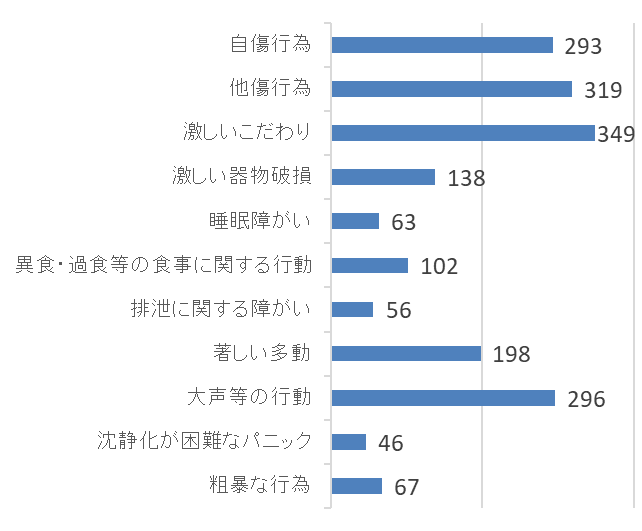 自傷行為 293
他傷行為 319
激しいこだわり 349
激しい器物破損 138
睡眠障がい 63
異食・過食等の食事に関する行動 102
排泄に関する障がい 56
著しい多動 198
大声等の行動 296
沈静化が困難なパニック 46
粗暴な行為 67